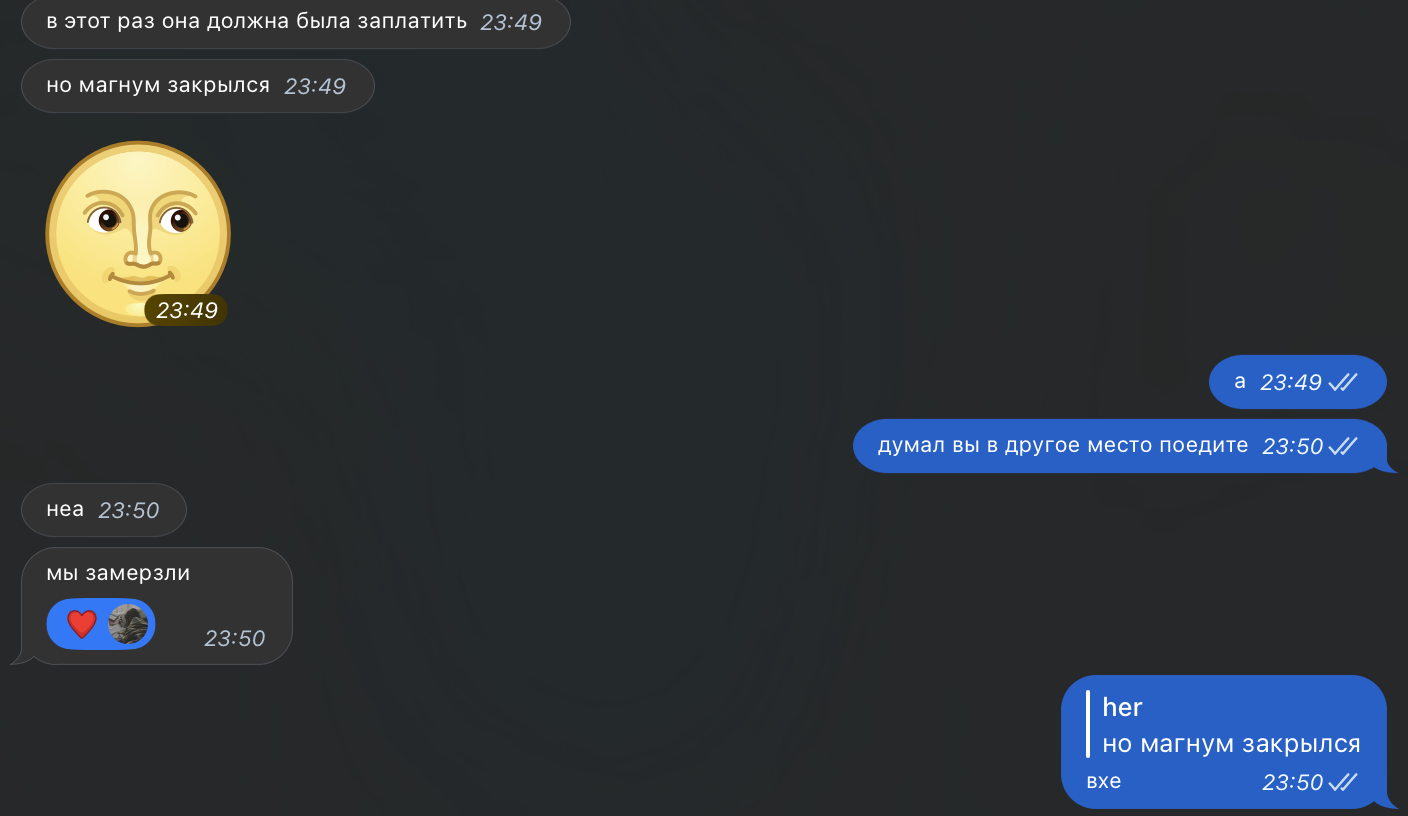 в этот раз она должна была заплатить 23:49
но магнум закрылся 23:49
23:49
а 23:49
думал вы в другое место поедите 23:50
неа 23:50
мы замерзли
23:50
her
но магнум закрылся
вхе 23:50